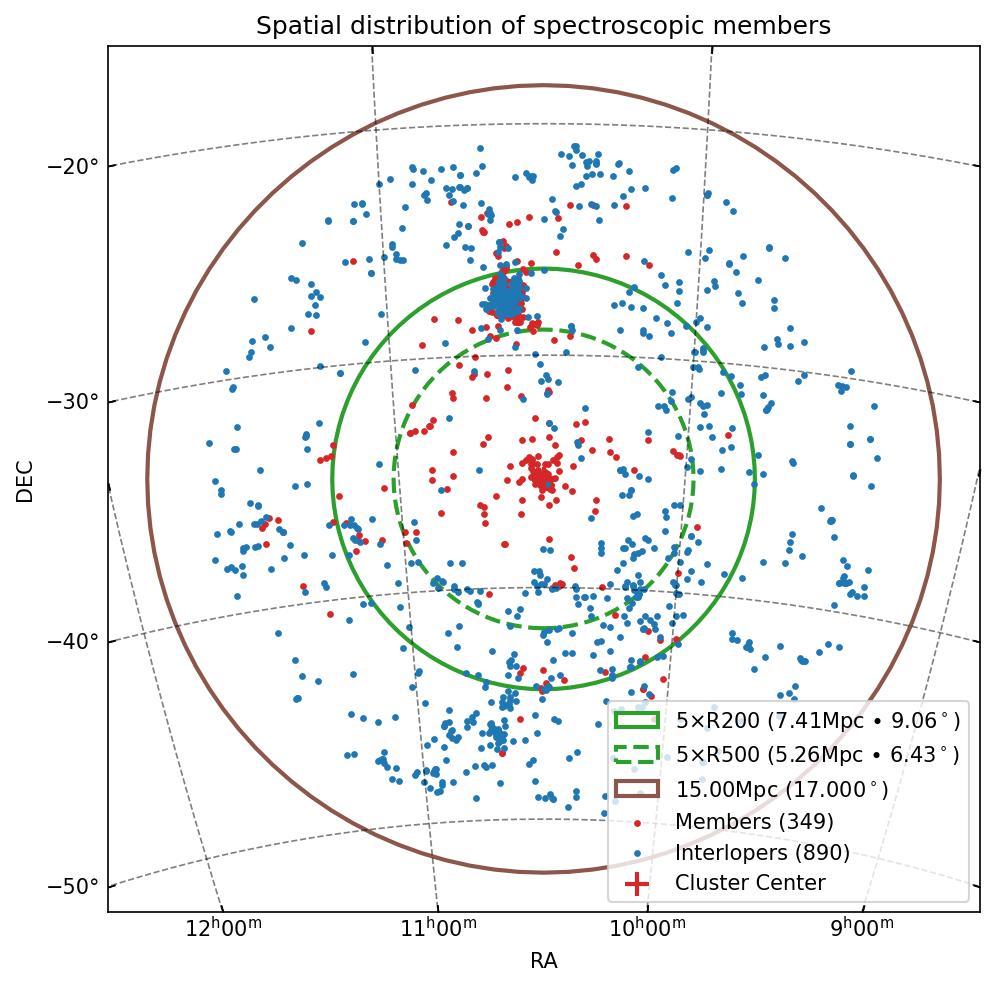 Spatial distribution of spectroscopic members
−20°
−30°
−40°
−50°
DEC
5×R200 (7.41Mpc • 9.06°)
5×R500 (5.26Mpc • 6.43°)
15.00Mpc (17.000°)
Members (349)
Interlopers (890)
Cluster Center
12ʰ00ᵐ 11ʰ00ᵐ 10ʰ00ᵐ 9ʰ00ᵐ
RA